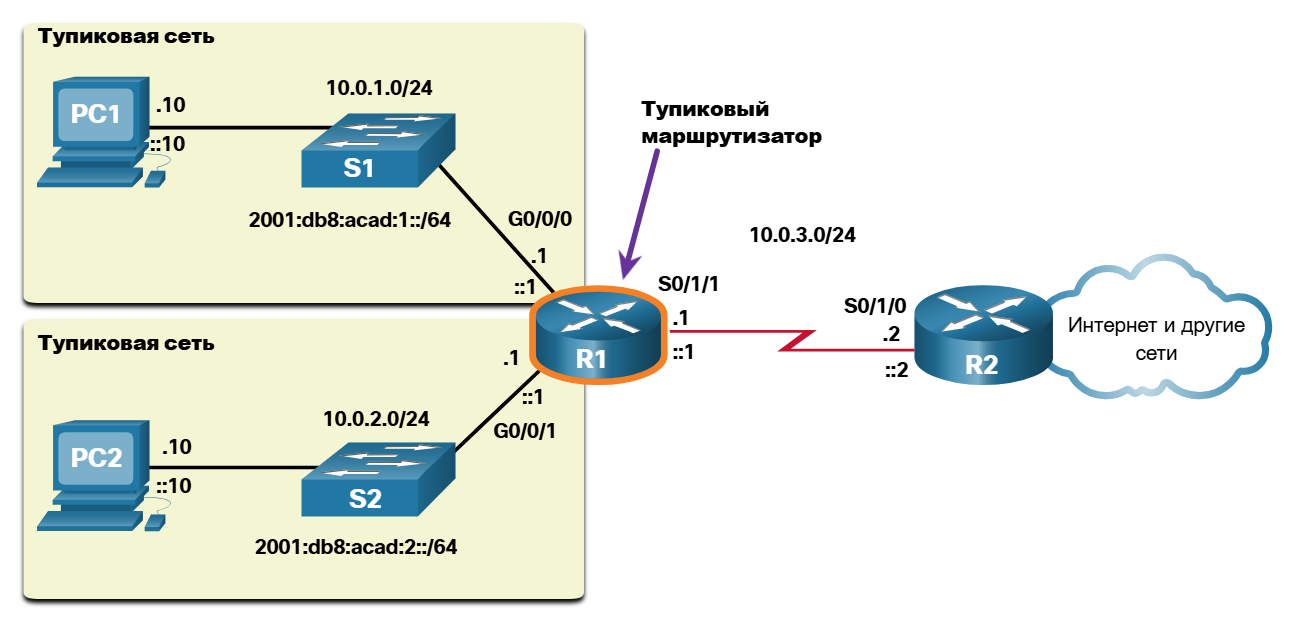 Тупиковая сеть
PC1
.10
::10
10.0.1.0/24
S1
2001:db8:acad:1::/64
G0/0/0
.1
::1
Тупиковый
маршрутизатор
10.0.3.0/24
S0/1/1
.1
::1
R1
S0/1/0
.2
::2
R2
Интернет и другие
сети
Тупиковая сеть
.1
::1
G0/0/1
10.0.2.0/24
PC2
.10
::10
S2
2001:db8:acad:2::/64